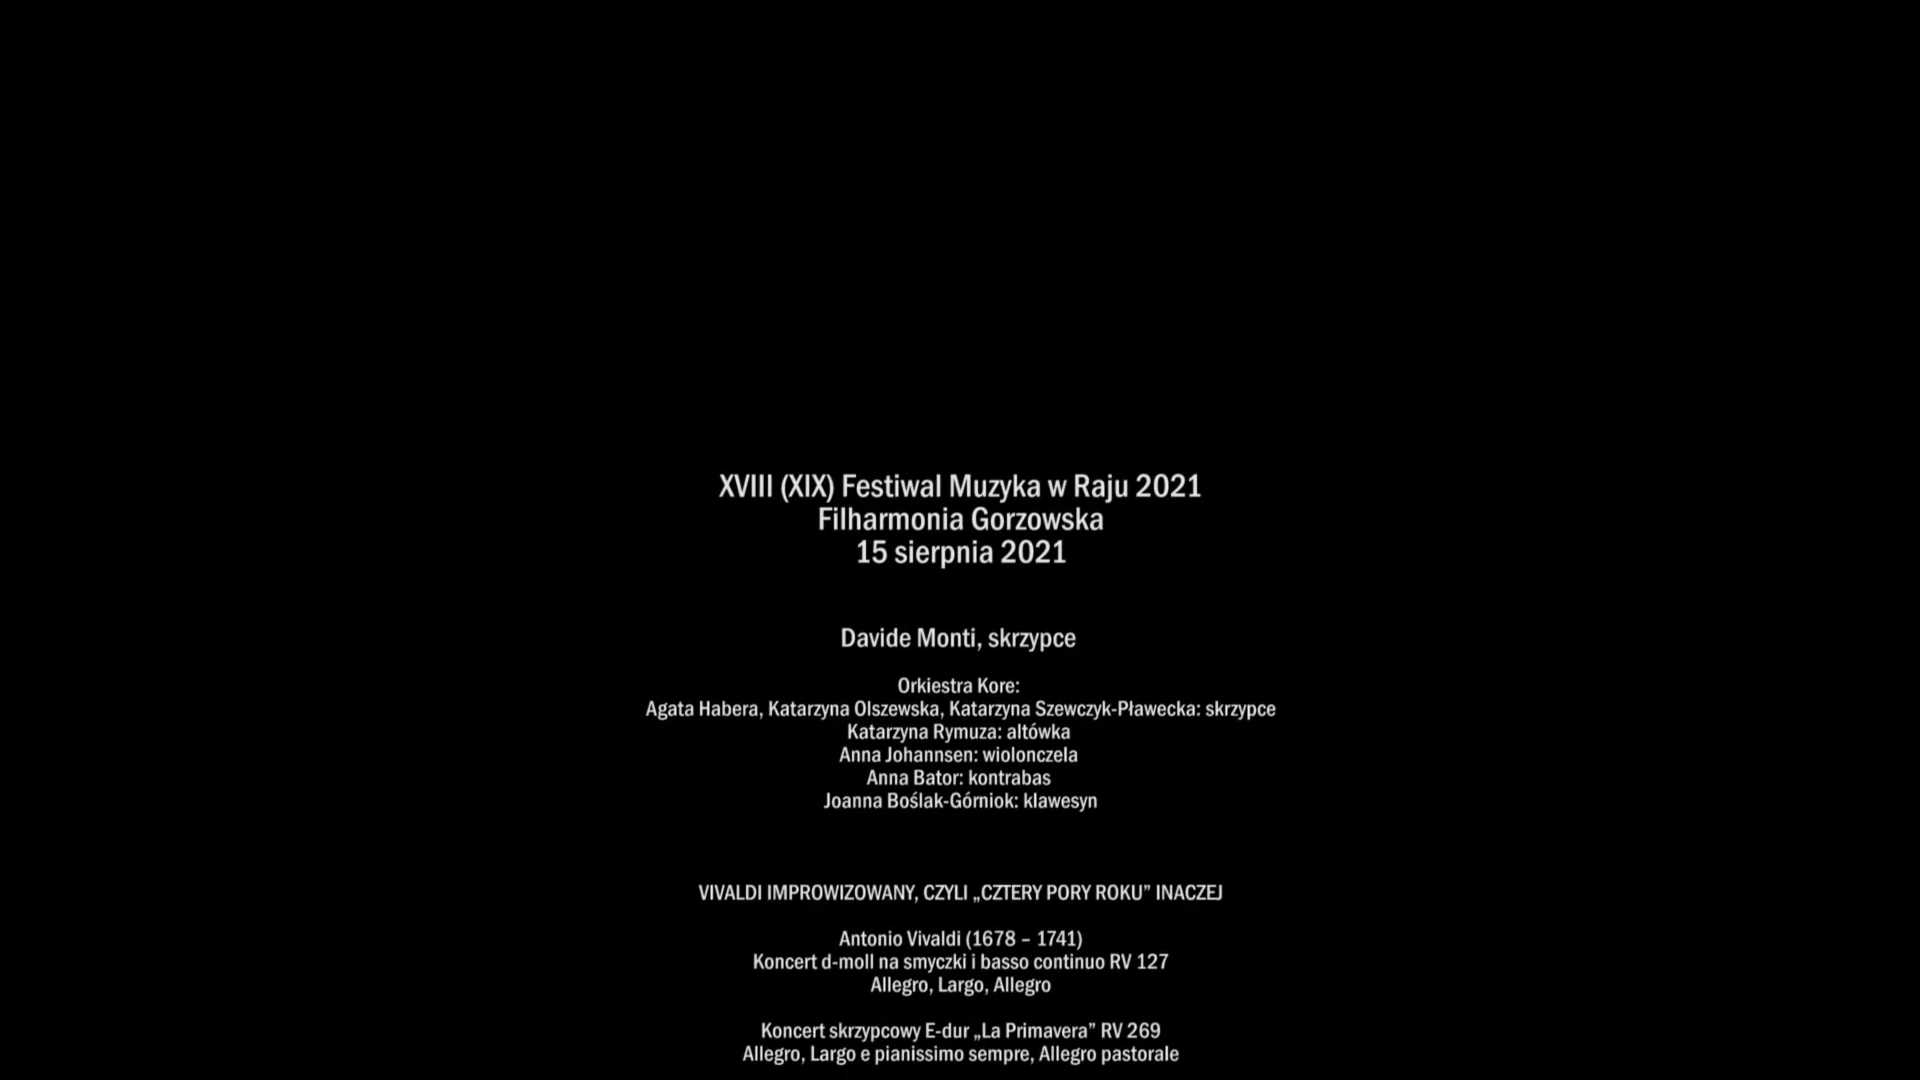 XVIII (XIX) Festiwal Muzyka w Raju 2021
Filharmonia Gorzowska
15 sierpnia 2021
Davide Monti, skrzypce
Orkiestra Kore:
Agata Habera, Katarzyna Olszewska, Katarzyna Szewczyk-Pławecka: skrzypce
Katarzyna Rymuza: altówka
Anna Johannsen: wiolonczela
Anna Bator: kontrabas
Joanna Boślak-Górniok: klawesyn
VIVALDI IMPROWIZOWANY, CZYLI „CZTERY PORY ROKU” INACZEJ
Antonio Vivaldi (1678 – 1741)
Koncert d-moll na smyczki i basso continuo RV 127
Allegro, Largo, Allegro
Koncert skrzypcowy E-dur „La Primavera” RV 269
Allegro, Largo e pianissimo sempre, Allegro pastorale